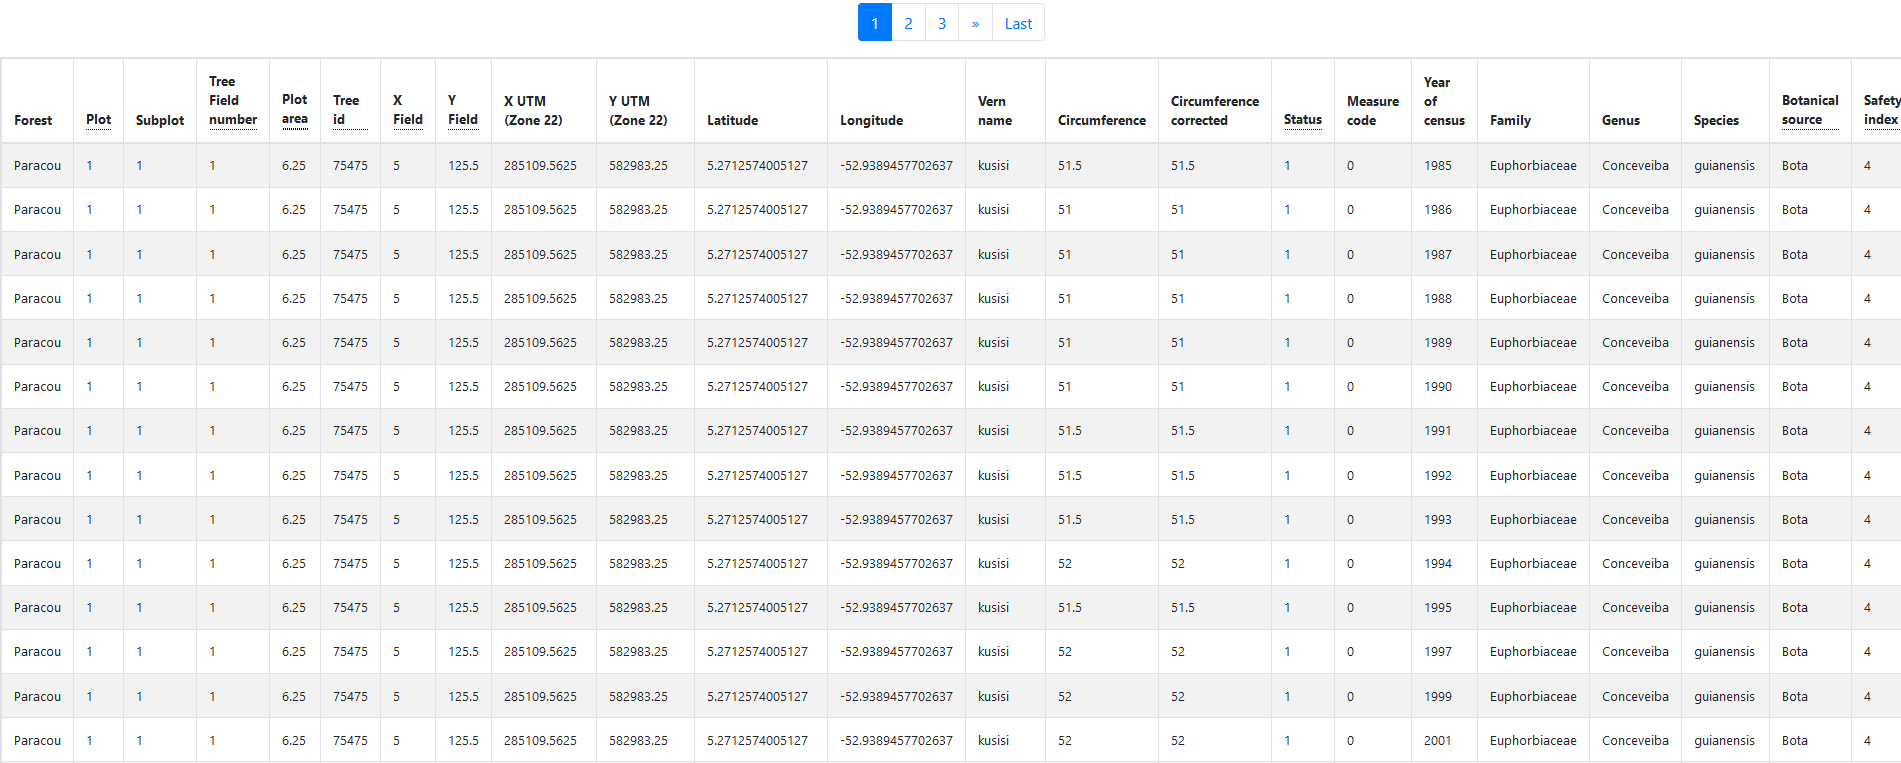 1 2 3 » Last
Forest Plot Subplot Tree Field number Plot area Tree id X Field Y Field X UTM (Zone 22) Y UTM (Zone 22) Latitude Longitude Vern name Circumference Circumference corrected Status Measure code Year of census Family Genus Species Botanical source Safety index
Paracou 1 1 1 6.25 75475 5 125.5 285109.5625 582983.25 5.2712574005127 -52.9389457702637 kusisi 51.5 51.5 1 0 1985 Euphorbiaceae Conceveiba guianensis Bota 4
Paracou 1 1 1 6.25 75475 5 125.5 285109.5625 582983.25 5.2712574005127 -52.9389457702637 kusisi 51 51 1 0 1986 Euphorbiaceae Conceveiba guianensis Bota 4
Paracou 1 1 1 6.25 75475 5 125.5 285109.5625 582983.25 5.2712574005127 -52.9389457702637 kusisi 51 51 1 0 1987 Euphorbiaceae Conceveiba guianensis Bota 4
Paracou 1 1 1 6.25 75475 5 125.5 285109.5625 582983.25 5.2712574005127 -52.9389457702637 kusisi 51 51 1 0 1988 Euphorbiaceae Conceveiba guianensis Bota 4
Paracou 1 1 1 6.25 75475 5 125.5 285109.5625 582983.25 5.2712574005127 -52.9389457702637 kusisi 51 51 1 0 1989 Euphorbiaceae Conceveiba guianensis Bota 4
Paracou 1 1 1 6.25 75475 5 125.5 285109.5625 582983.25 5.2712574005127 -52.9389457702637 kusisi 51 51 1 0 1990 Euphorbiaceae Conceveiba guianensis Bota 4
Paracou 1 1 1 6.25 75475 5 125.5 285109.5625 582983.25 5.2712574005127 -52.9389457702637 kusisi 51.5 51.5 1 0 1991 Euphorbiaceae Conceveiba guianensis Bota 4
Paracou 1 1 1 6.25 75475 5 125.5 285109.5625 582983.25 5.2712574005127 -52.9389457702637 kusisi 51.5 51.5 1 0 1992 Euphorbiaceae Conceveiba guianensis Bota 4
Paracou 1 1 1 6.25 75475 5 125.5 285109.5625 582983.25 5.2712574005127 -52.9389457702637 kusisi 51.5 51.5 1 0 1993 Euphorbiaceae Conceveiba guianensis Bota 4
Paracou 1 1 1 6.25 75475 5 125.5 285109.5625 582983.25 5.2712574005127 -52.9389457702637 kusisi 52 52 1 0 1994 Euphorbiaceae Conceveiba guianensis Bota 4
Paracou 1 1 1 6.25 75475 5 125.5 285109.5625 582983.25 5.2712574005127 -52.9389457702637 kusisi 51.5 51.5 1 0 1995 Euphorbiaceae Conceveiba guianensis Bota 4
Paracou 1 1 1 6.25 75475 5 125.5 285109.5625 582983.25 5.2712574005127 -52.9389457702637 kusisi 52 52 1 0 1997 Euphorbiaceae Conceveiba guianensis Bota 4
Paracou 1 1 1 6.25 75475 5 125.5 285109.5625 582983.25 5.2712574005127 -52.9389457702637 kusisi 52 52 1 0 1999 Euphorbiaceae Conceveiba guianensis Bota 4
Paracou 1 1 1 6.25 75475 5 125.5 285109.5625 582983.25 5.2712574005127 -52.9389457702637 kusisi 52 52 1 0 2001 Euphorbiaceae Conceveiba guianensis Bota 4